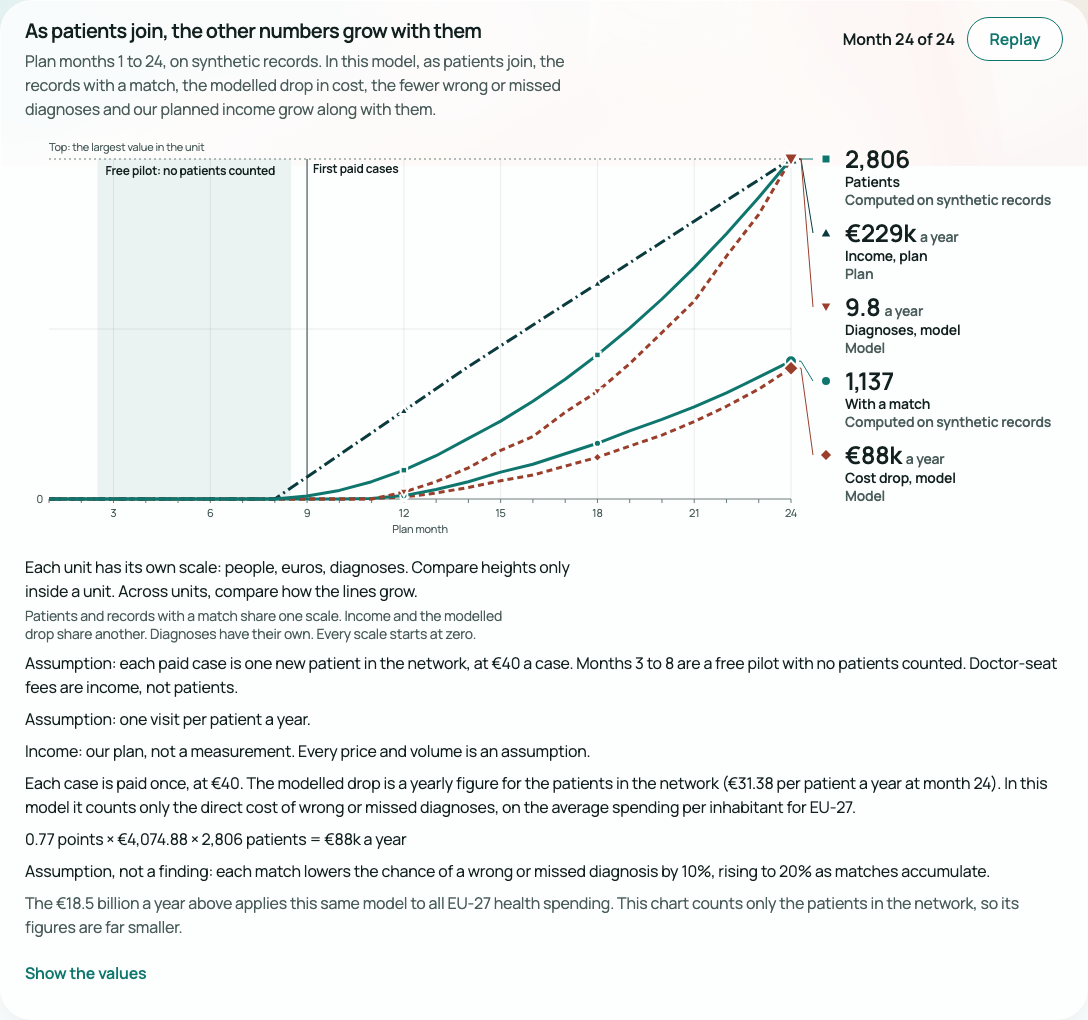 As patients join, the other numbers grow with them
Month 24 of 24
Replay
Plan months 1 to 24, on synthetic records. In this model, as patients join, the
records with a match, the modelled drop in cost, the fewer wrong or missed
diagnoses and our planned income grow along with them.
Top: the largest value in the unit
Free pilot: no patients counted
First paid cases
2,806
Patients
Computed on synthetic records
€229k a year
Income, plan
Plan
9.8 a year
Diagnoses, model
Model
1,137
With a match
Computed on synthetic records
€88k a year
Cost drop, model
Model
0
3 6 9 12 15 18 21 24
Plan month
Each unit has its own scale: people, euros, diagnoses. Compare heights only
inside a unit. Across units, compare how the lines grow.
Patients and records with a match share one scale. Income and the modelled
drop share another. Diagnoses have their own. Every scale starts at zero.
Assumption: each paid case is one new patient in the network, at €40 a case. Months 3 to 8 are a free pilot with no patients counted. Doctor-seat
fees are income, not patients.
Assumption: one visit per patient a year.
Income: our plan, not a measurement. Every price and volume is an assumption.
Each case is paid once, at €40. The modelled drop is a yearly figure for the patients in the network (€31.38 per patient a year at month 24). In this
model it counts only the direct cost of wrong or missed diagnoses, on the average spending per inhabitant for EU-27.
0.77 points × €4,074.88 × 2,806 patients = €88k a year
Assumption, not a finding: each match lowers the chance of a wrong or missed diagnosis by 10%, rising to 20% as matches accumulate.
The €18.5 billion a year above applies this same model to all EU-27 health spending. This chart counts only the patients in the network, so its
figures are far smaller.
Show the values